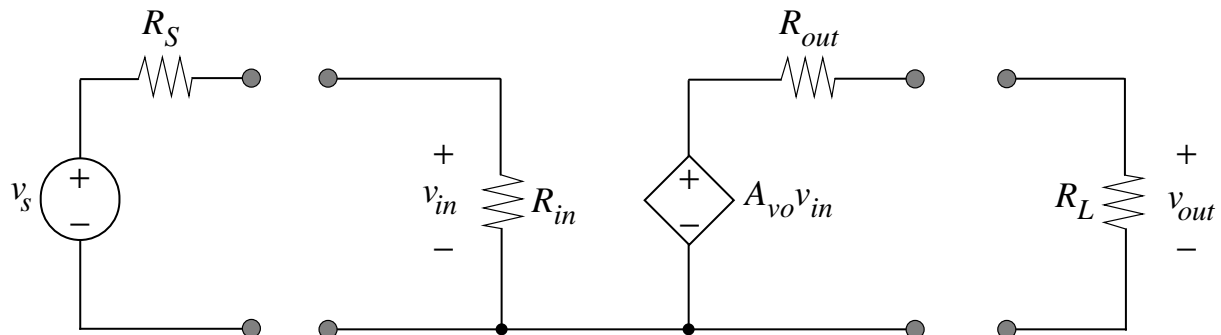 R_S
R_out
+
−
v_s
+
v_in
−
R_in
+
−
A_vo v_in
R_L
+
v_out
−